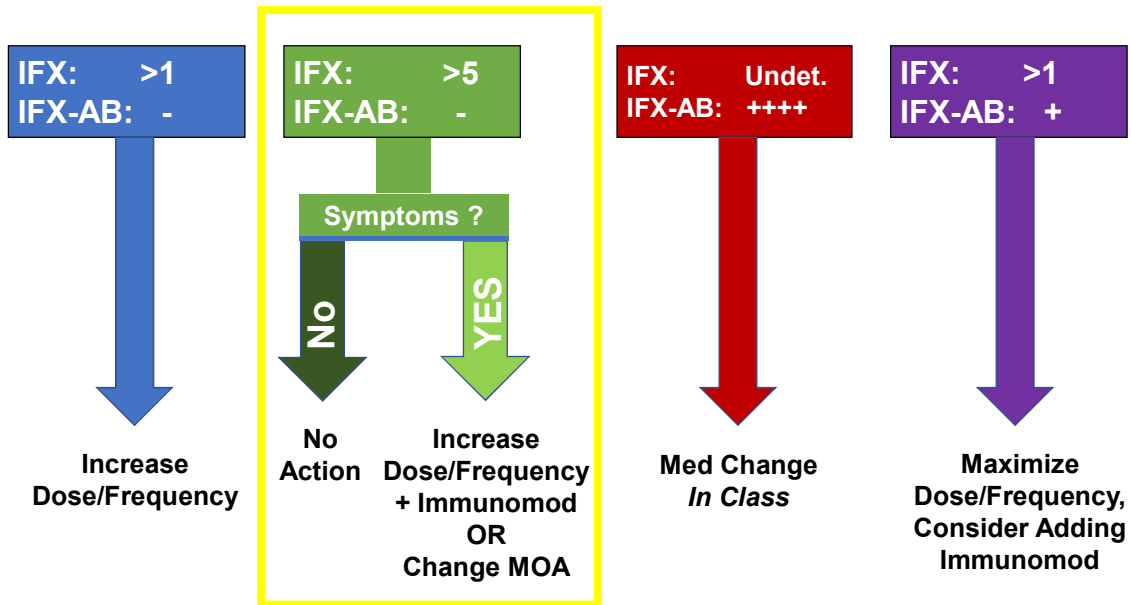 IFX: >1
IFX-AB: -
IFX: >5
IFX-AB: -
IFX: Undet.
IFX-AB: ++++
IFX: >1
IFX-AB: +
Symptoms ?
No
YES
Increase
Dose/Frequency
No
Action
Increase
Dose/Frequency
+ Immunomod
OR
Change MOA
Med Change
In Class
Maximize
Dose/Frequency,
Consider Adding
Immunomod